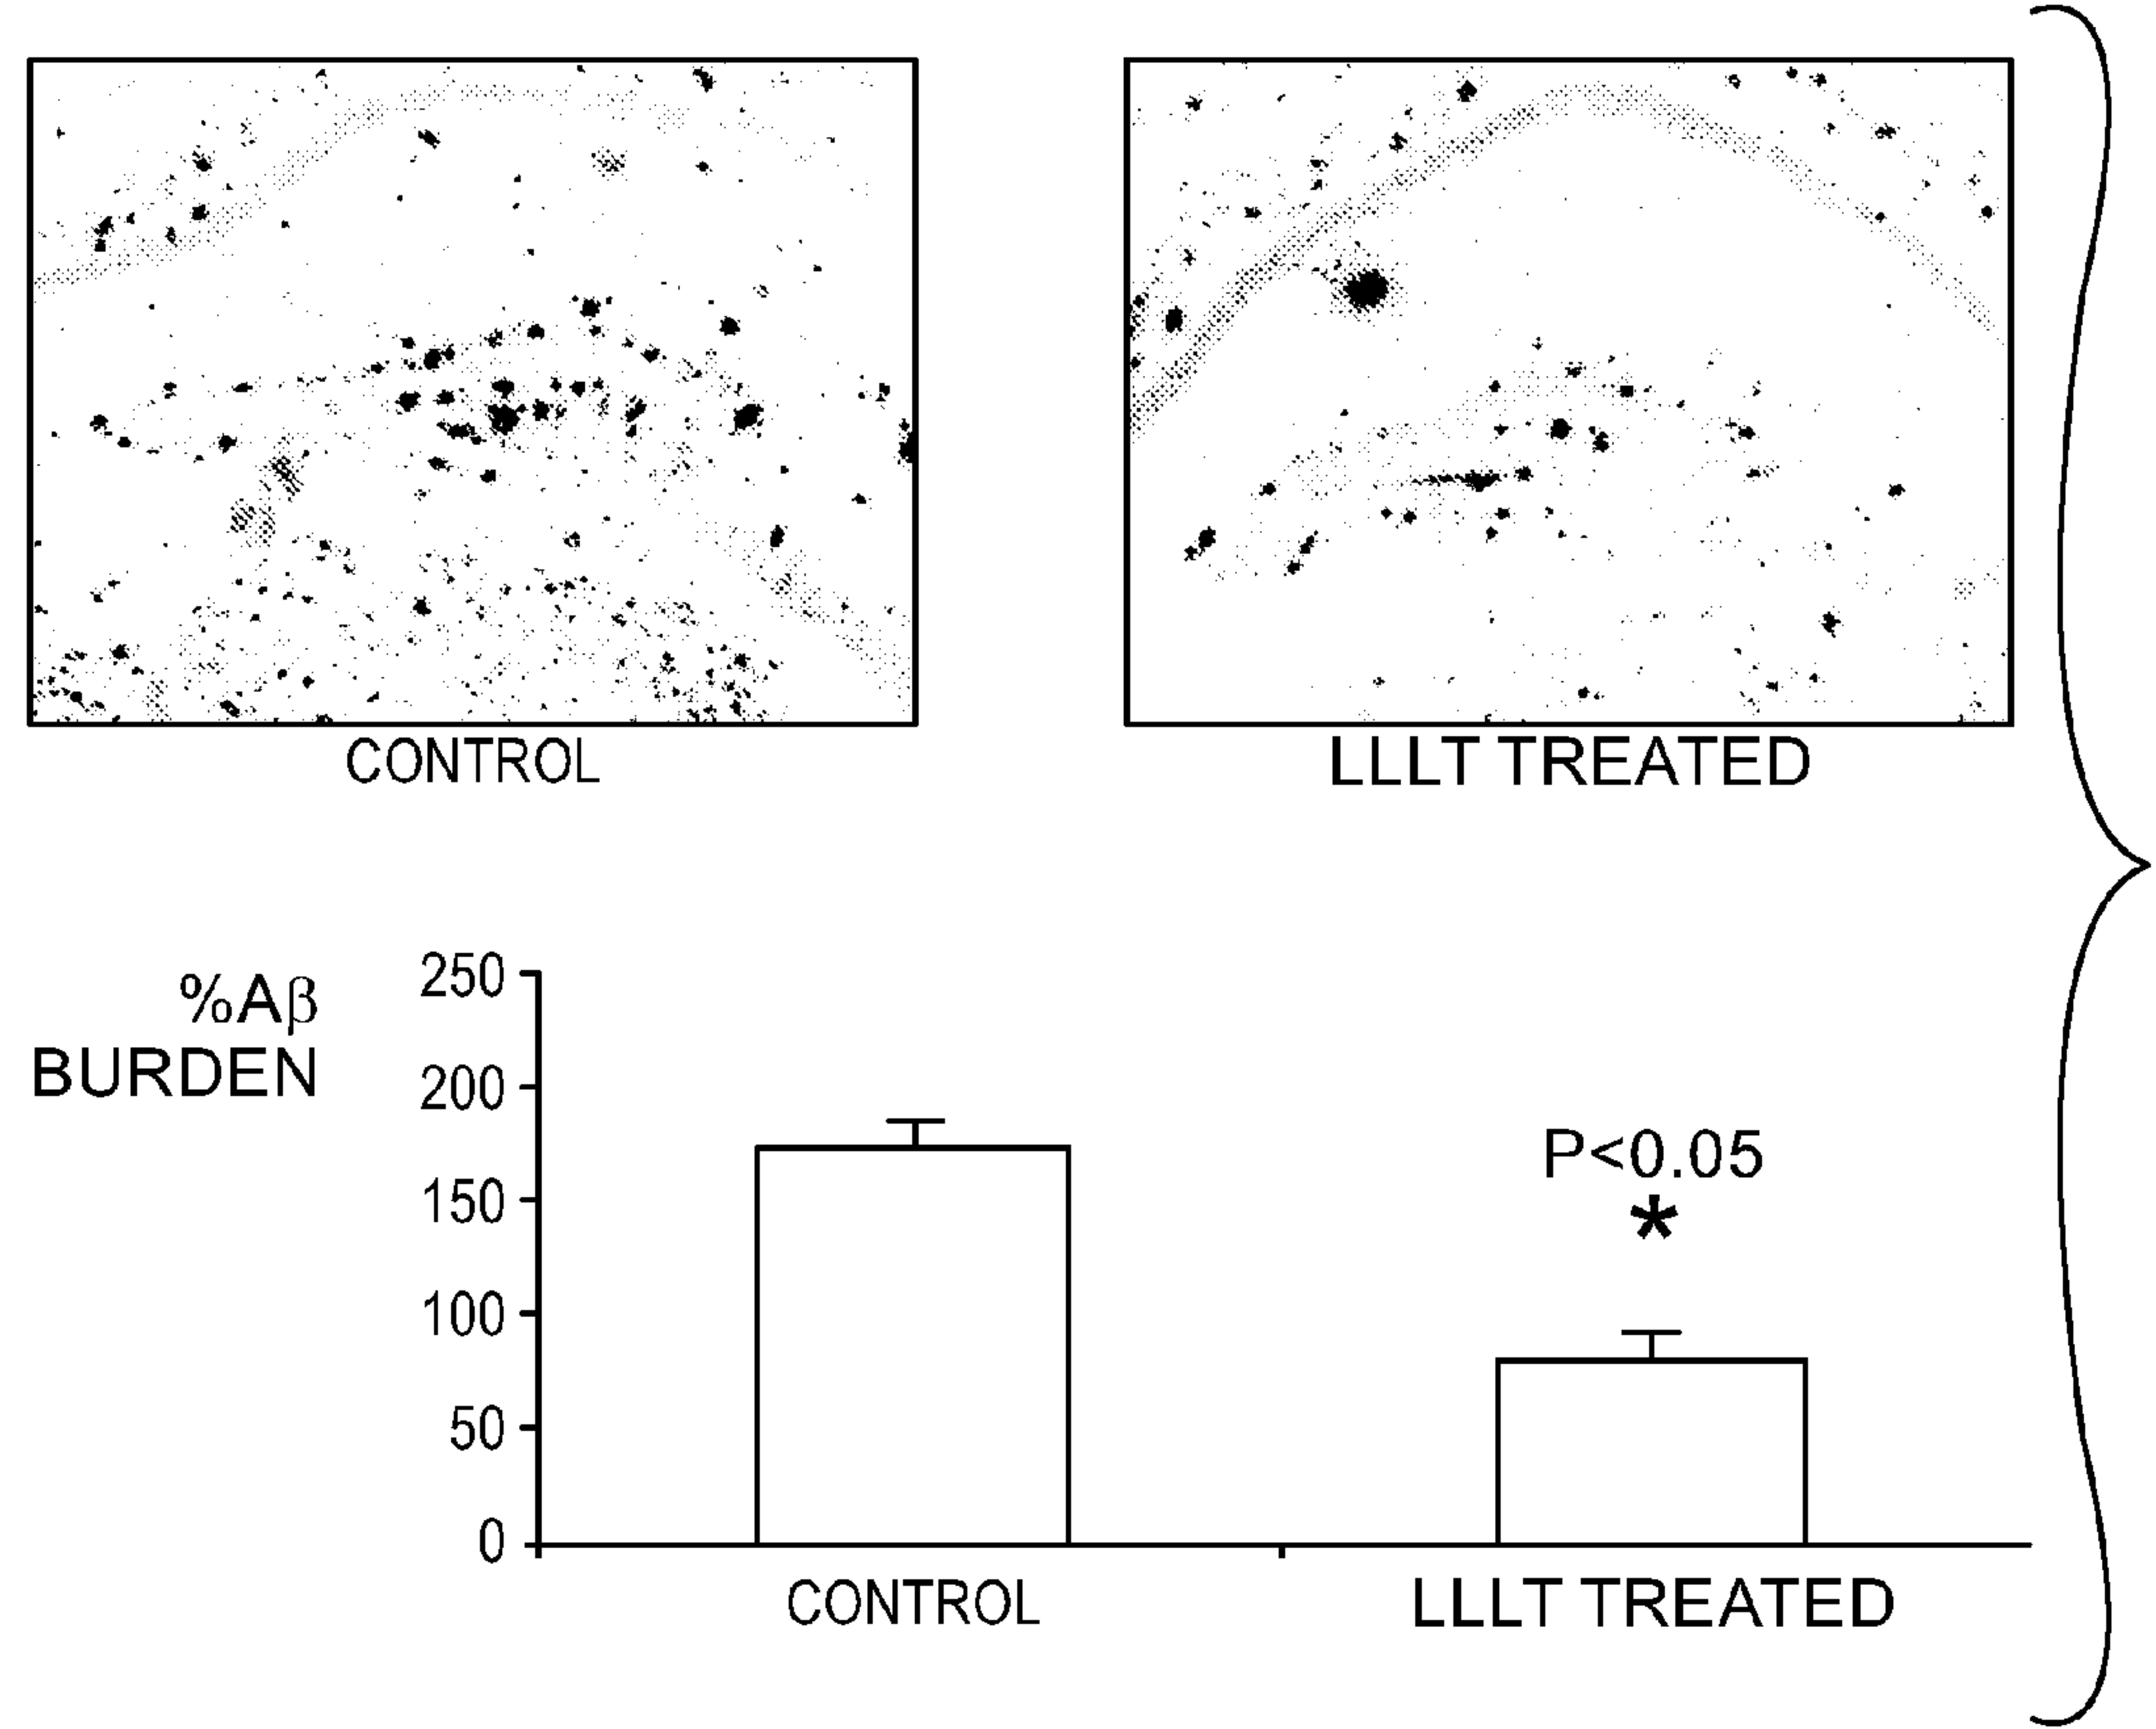 CONTROL
LLLT TREATED
%Aβ
BURDEN
250
200
150
100
50
0
P<0.05
*
CONTROL
LLLT TREATED